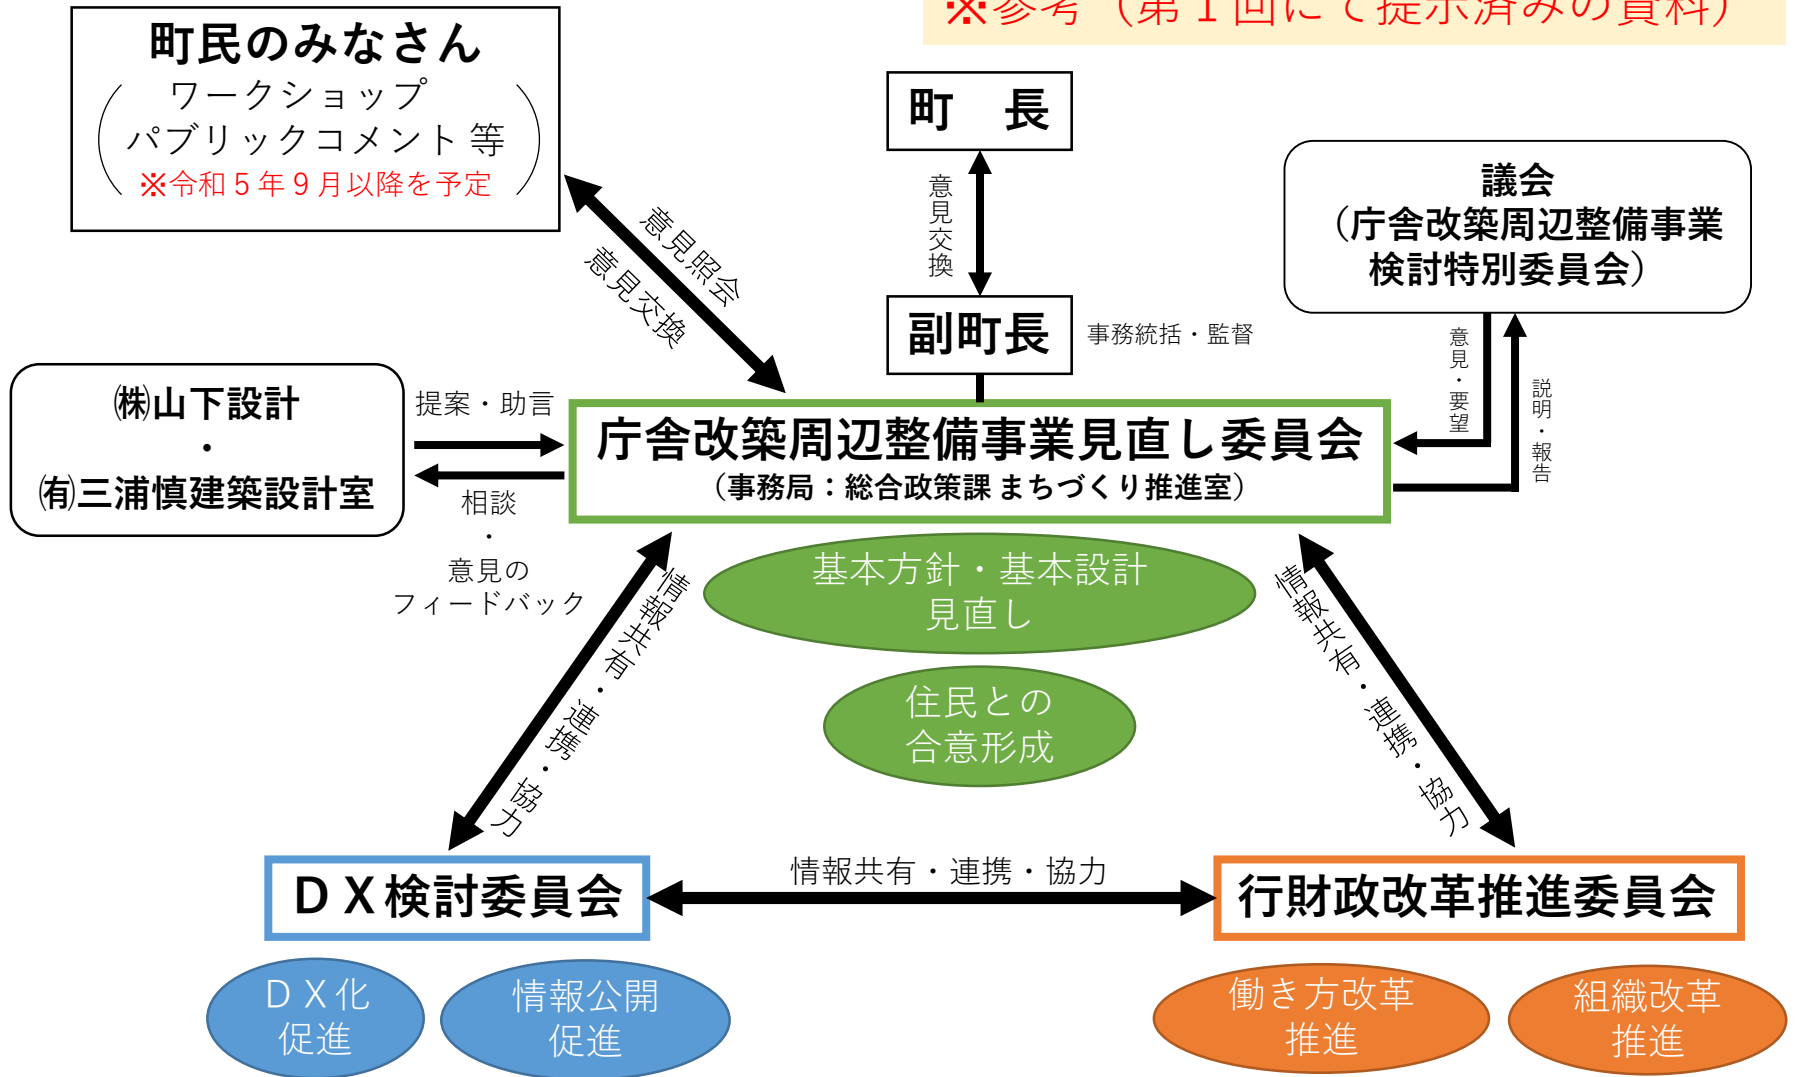 ※参考（第１回にて提示済みの資料）
町民のみなさん
ワークショップ
パブリックコメント 等
※令和５年９月以降を予定
町　長
意見交換
副町長
事務統括・監督
議会
（庁舎改築周辺整備事業
検討特別委員会）
意見・要望
説明・報告
意見照会
意見交換
㈱山下設計
・
㈲三浦慎建築設計室
提案・助言
相談
・
意見の
フィードバック
庁舎改築周辺整備事業見直し委員会
（事務局：総合政策課 まちづくり推進室）
基本方針・基本設計
見直し
住民との
合意形成
情報共有・連携・協力
情報共有・連携・協力
情報共有・連携・協力
ＤＸ検討委員会
行財政改革推進委員会
ＤＸ化
促進
情報公開
促進
働き方改革
推進
組織改革
推進